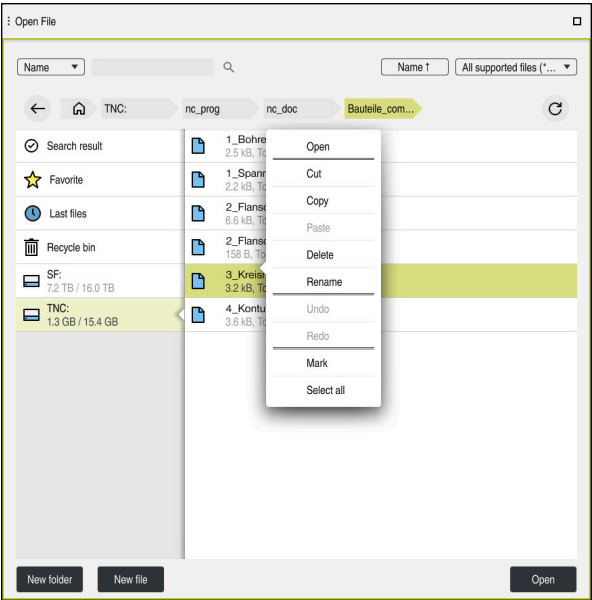 Open File
Name
Name ↑
All supported files (*...
TNC:
nc_prog
nc_doc
Bauteile_com...
Search result
Favorite
Last files
Recycle bin
SF:
7.2 TB / 16.0 TB
TNC:
1.3 GB / 15.4 GB
1_Bohre
2.5 kB, To
1_Spann
2.2 kB, To
2_Flansc
6.6 kB, To
2_Flansc
158 B, To
3_Kreis
3.2 kB, To
4_Kontu
3.6 kB, To
Open
Cut
Copy
Paste
Delete
Rename
Undo
Redo
Mark
Select all
New folder
New file
Open